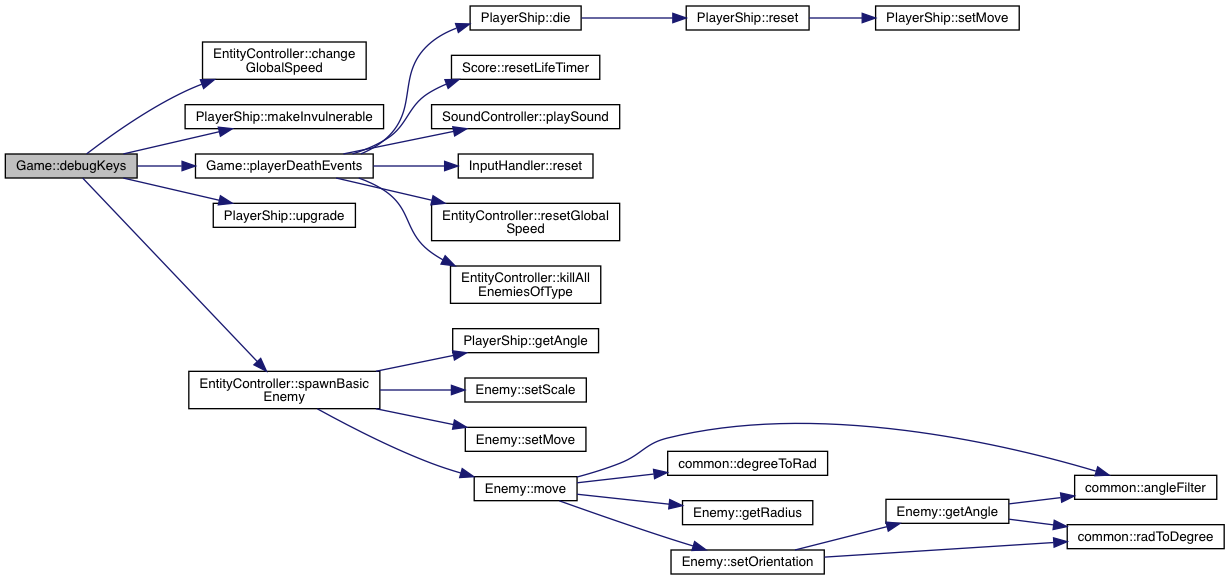 PlayerShip::die
PlayerShip::reset
PlayerShip::setMove
EntityController::change
GlobalSpeed
Score::resetLifeTimer
PlayerShip::makeInvulnerable
SoundController::playSound
Game::debugKeys
Game::playerDeathEvents
InputHandler::reset
PlayerShip::upgrade
EntityController::resetGlobal
Speed
EntityController::killAll
EnemiesOfType
PlayerShip::getAngle
EntityController::spawnBasic
Enemy
Enemy::setScale
Enemy::setMove
Enemy::move
common::degreeToRad
common::angleFilter
Enemy::getRadius
Enemy::getAngle
common::radToDegree
Enemy::setOrientation